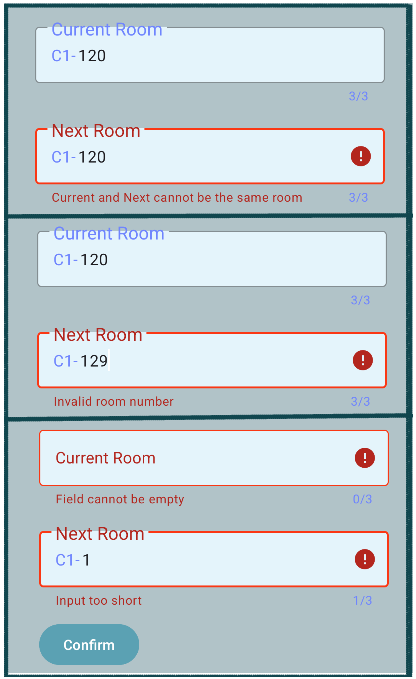 Current Room
C1- 120
3/3
Next Room
C1- 120
Current and Next cannot be the same room 3/3
Current Room
C1- 120
3/3
Next Room
C1- 129
Invalid room number 3/3
Current Room
Field cannot be empty 0/3
Next Room
C1- 1
Input too short 1/3
Confirm